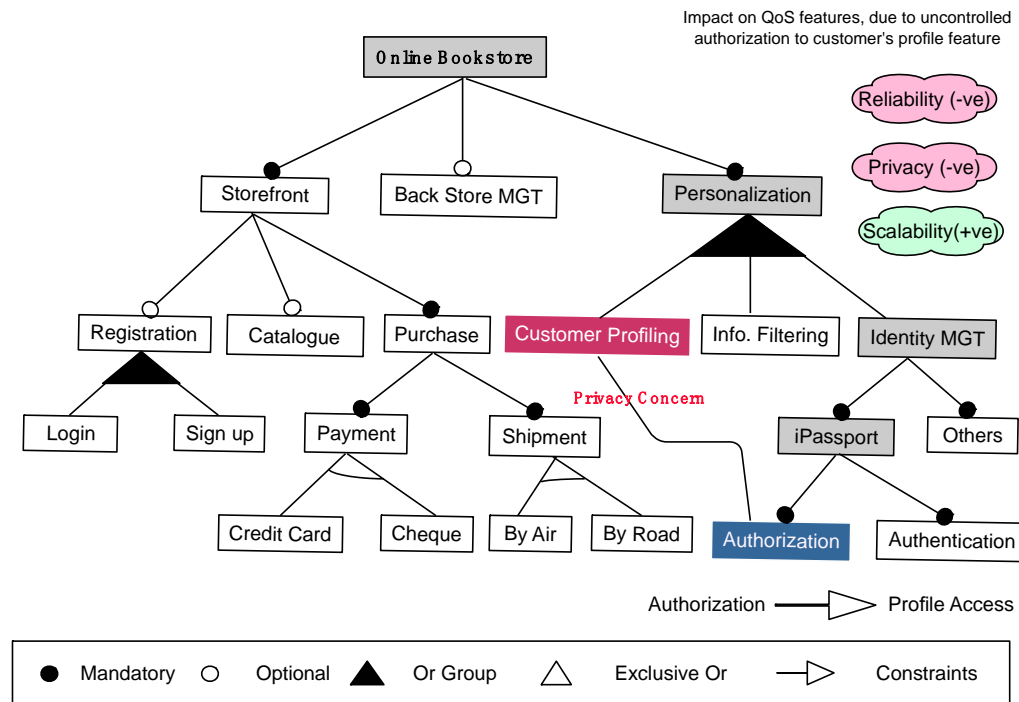 Impact on QoS features, due to uncontrolled
authorization to customer's profile feature
Online Bookstore
Reliability (-ve)
Privacy (-ve)
Scalability(+ve)
Storefront
Back Store MGT
Personalization
Registration
Catalogue
Purchase
Customer Profiling
Info. Filtering
Identity MGT
Privacy Concern
Login
Sign up
Payment
Shipment
iPassport
Others
Credit Card
Cheque
By Air
By Road
Authorization
Authentication
Authorization
Profile Access
Mandatory
Optional
Or Group
Exclusive Or
Constraints